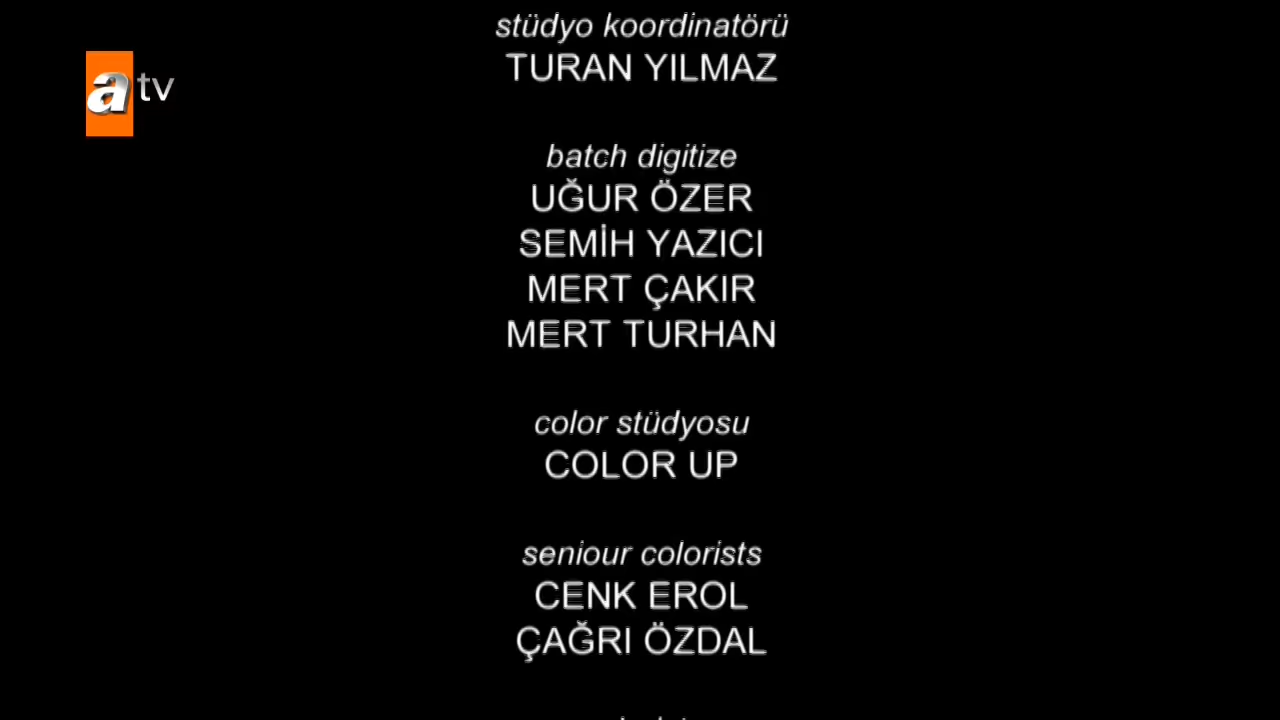 stüdyo koordinatörü
TURAN YILMAZ
atv
batch digitize
UĞUR ÖZER
SEMİH YAZICI
MERT ÇAKIR
MERT TURHAN
color stüdyosu
COLOR UP
seniour colorists
CENK EROL
ÇAĞRI ÖZDAL